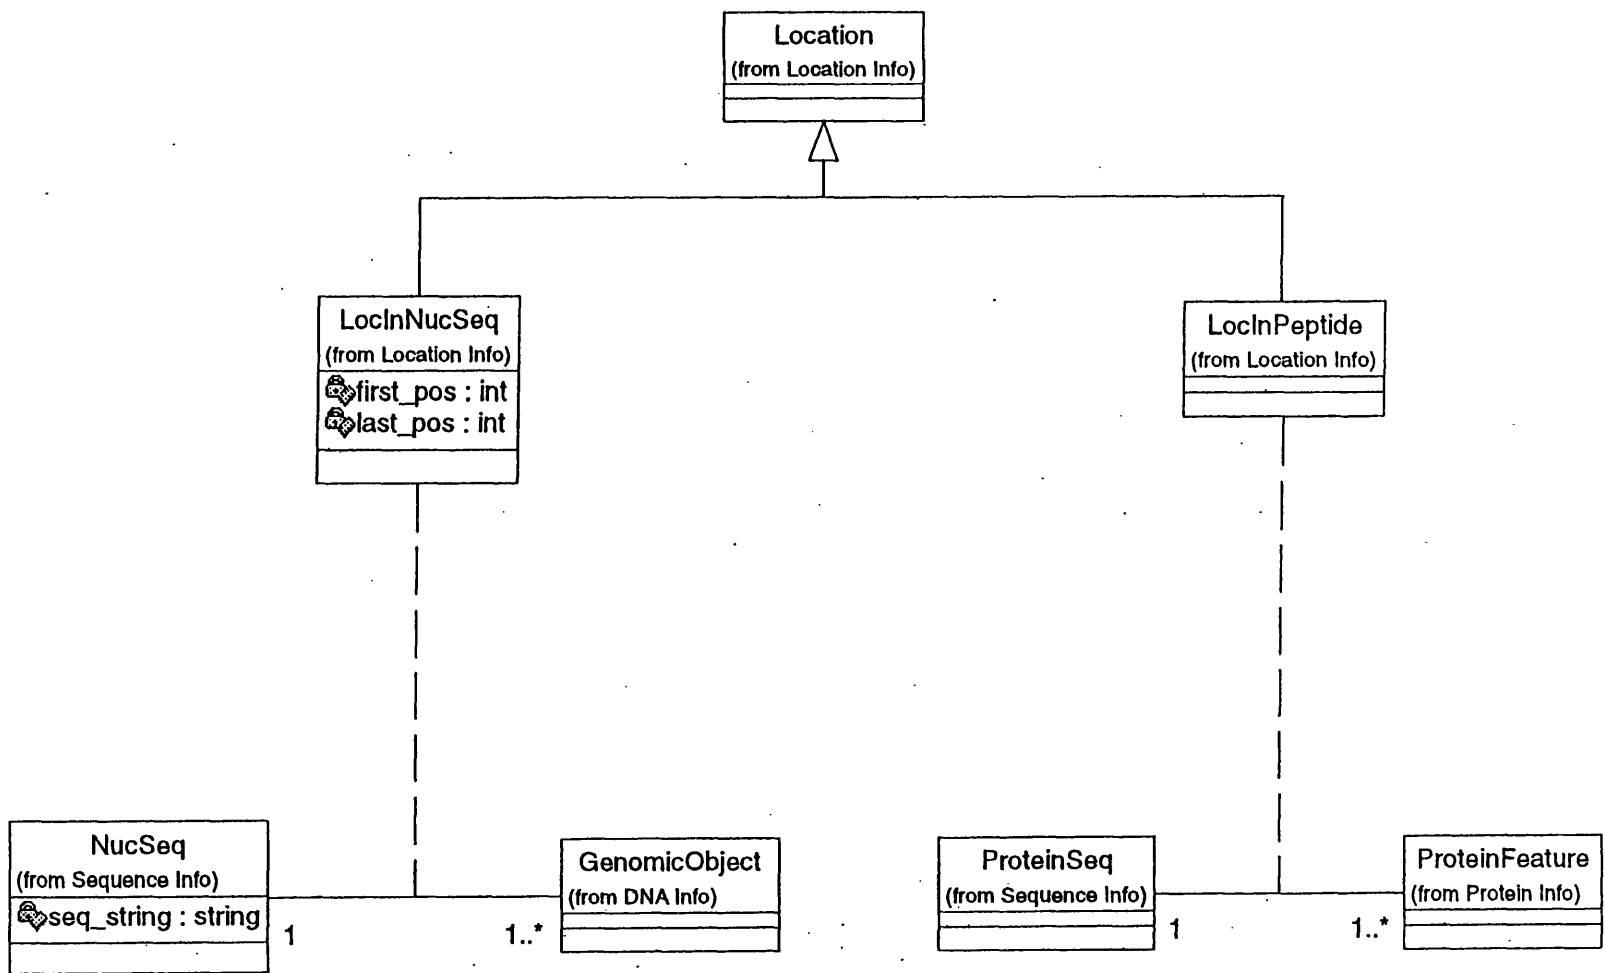 Location
(from Location Info)
LocInNucSeq
(from Location Info)
first_pos : int
last_pos : int
LocInPeptide
(from Location Info)
NucSeq
(from Sequence Info)
seq_string : string
1
1..*
GenomicObject
(from DNA Info)
ProteinSeq
(from Sequence Info)
1
1..*
ProteinFeature
(from Protein Info)